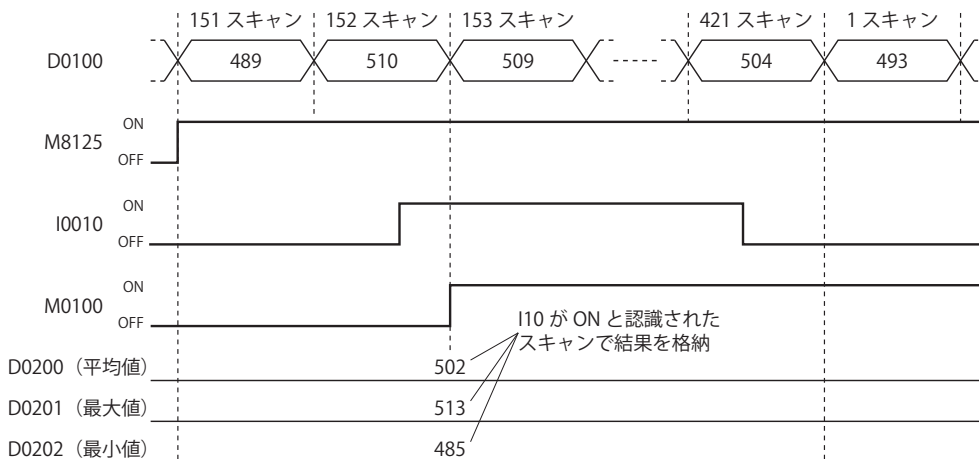 151 スキャン 152 スキャン 153 スキャン 421 スキャン 1 スキャン
D0100 489 510 509 504 493
ON
M8125
OFF
ON
I0010
OFF
ON
M0100
OFF
I10 が ON と認識された
スキャンで結果を格納
D0200（平均値） 502
D0201（最大値） 513
D0202（最小値） 485